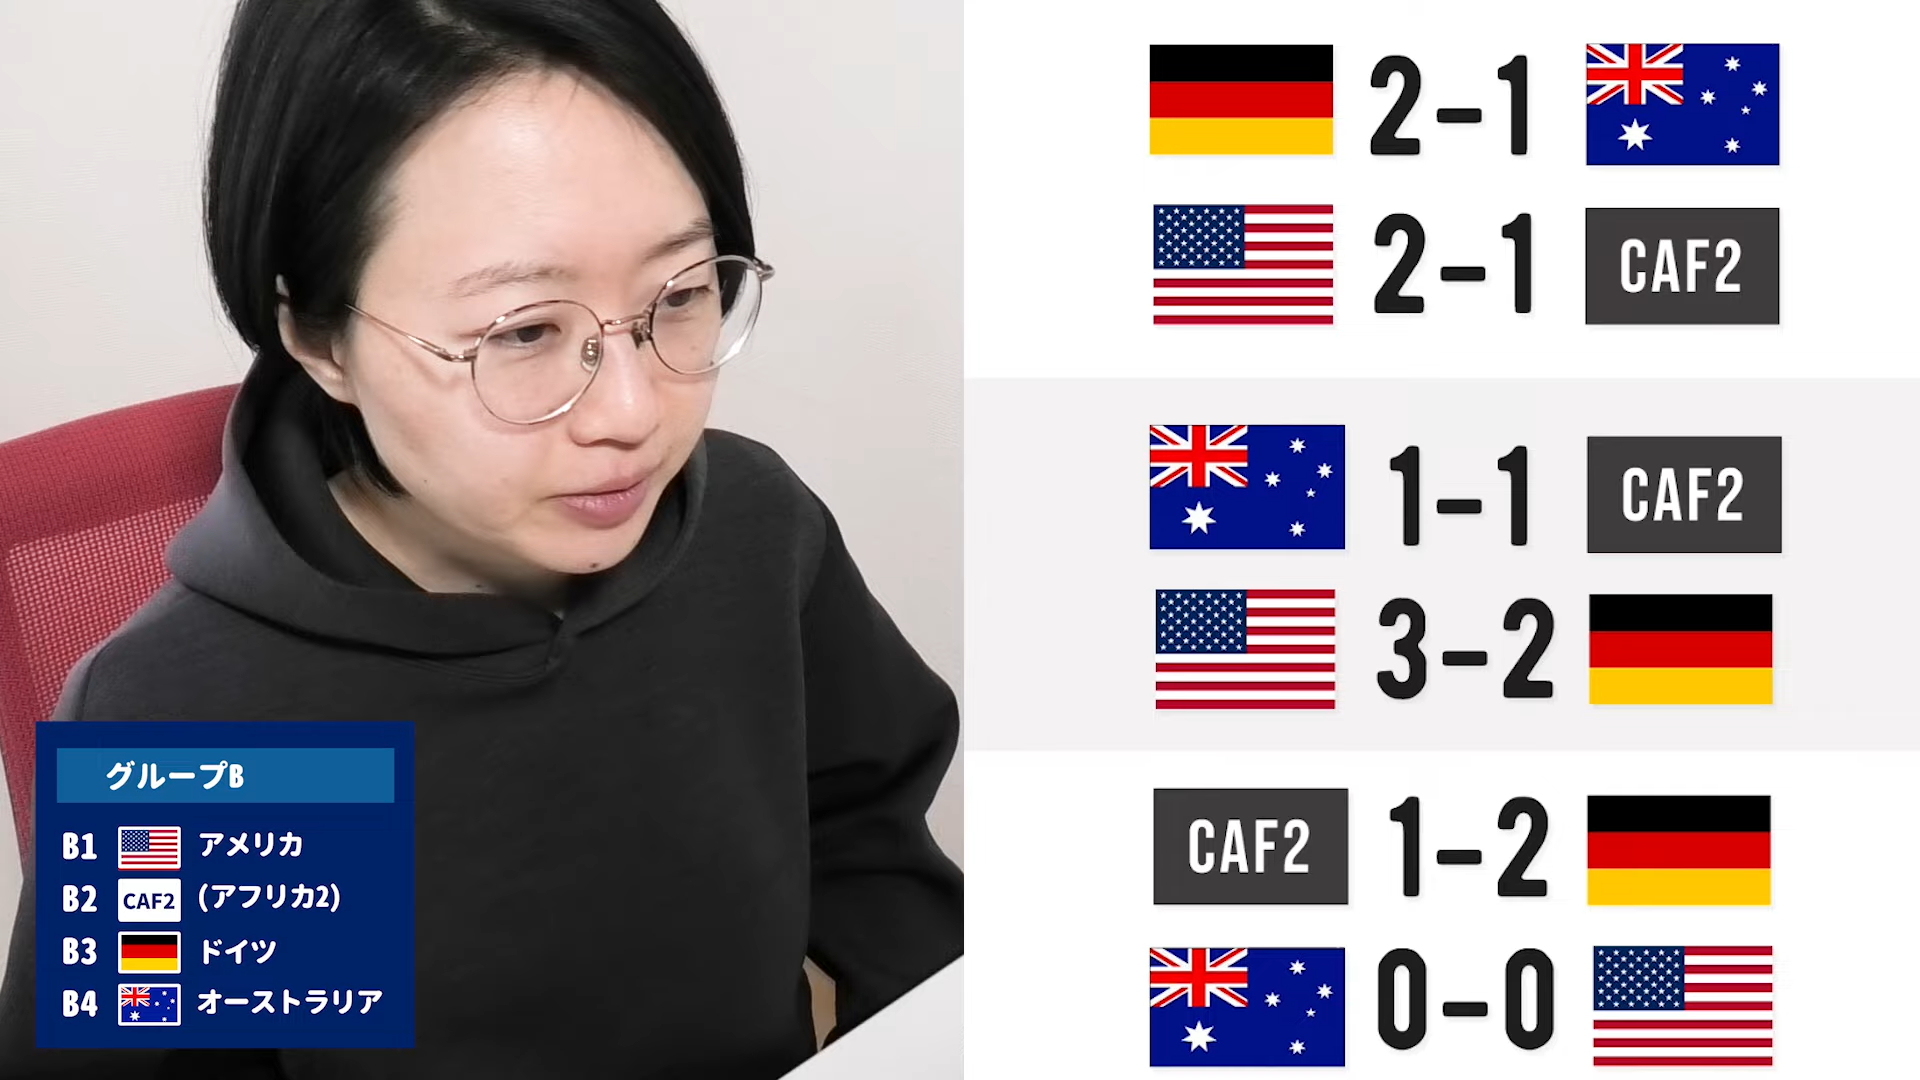 2-1
2-1 CAF2
1-1 CAF2
3-2
CAF2 1-2
0-0
グループB
B1 アメリカ
B2 CAF2 (アフリカ2)
B3 ドイツ
B4 オーストラリア